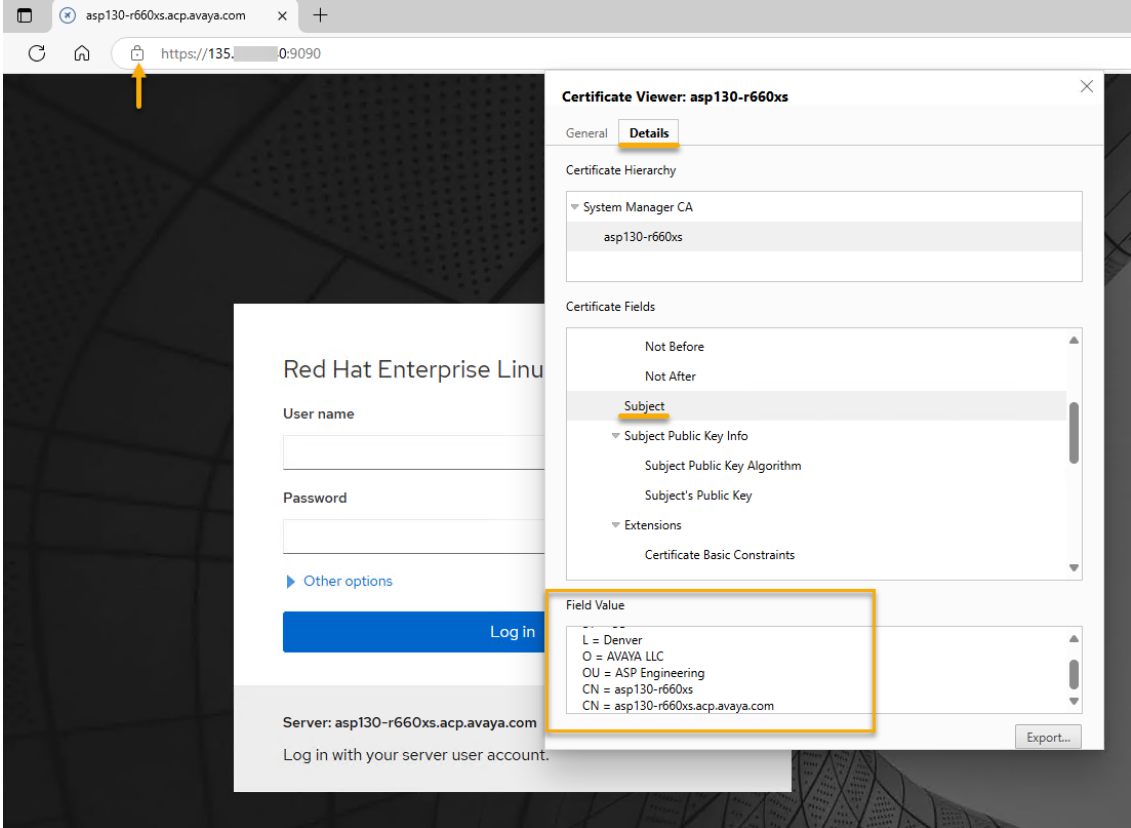 asp130-r660xs.acp.avaya.com
https://135. 0:9090
Certificate Viewer: asp130-r660xs
General Details
Certificate Hierarchy
System Manager CA
asp130-r660xs
Certificate Fields
Not Before
Not After
Subject
Subject Public Key Info
Subject Public Key Algorithm
Subject's Public Key
Extensions
Certificate Basic Constraints
Field Value
L = Denver
O = AVAYA LLC
OU = ASP Engineering
CN = asp130-r660xs
CN = asp130-r660xs.acp.avaya.com
Export...
Red Hat Enterprise Linu
User name
Password
Other options
Log in
Server: asp130-r660xs.acp.avaya.com
Log in with your server user account.